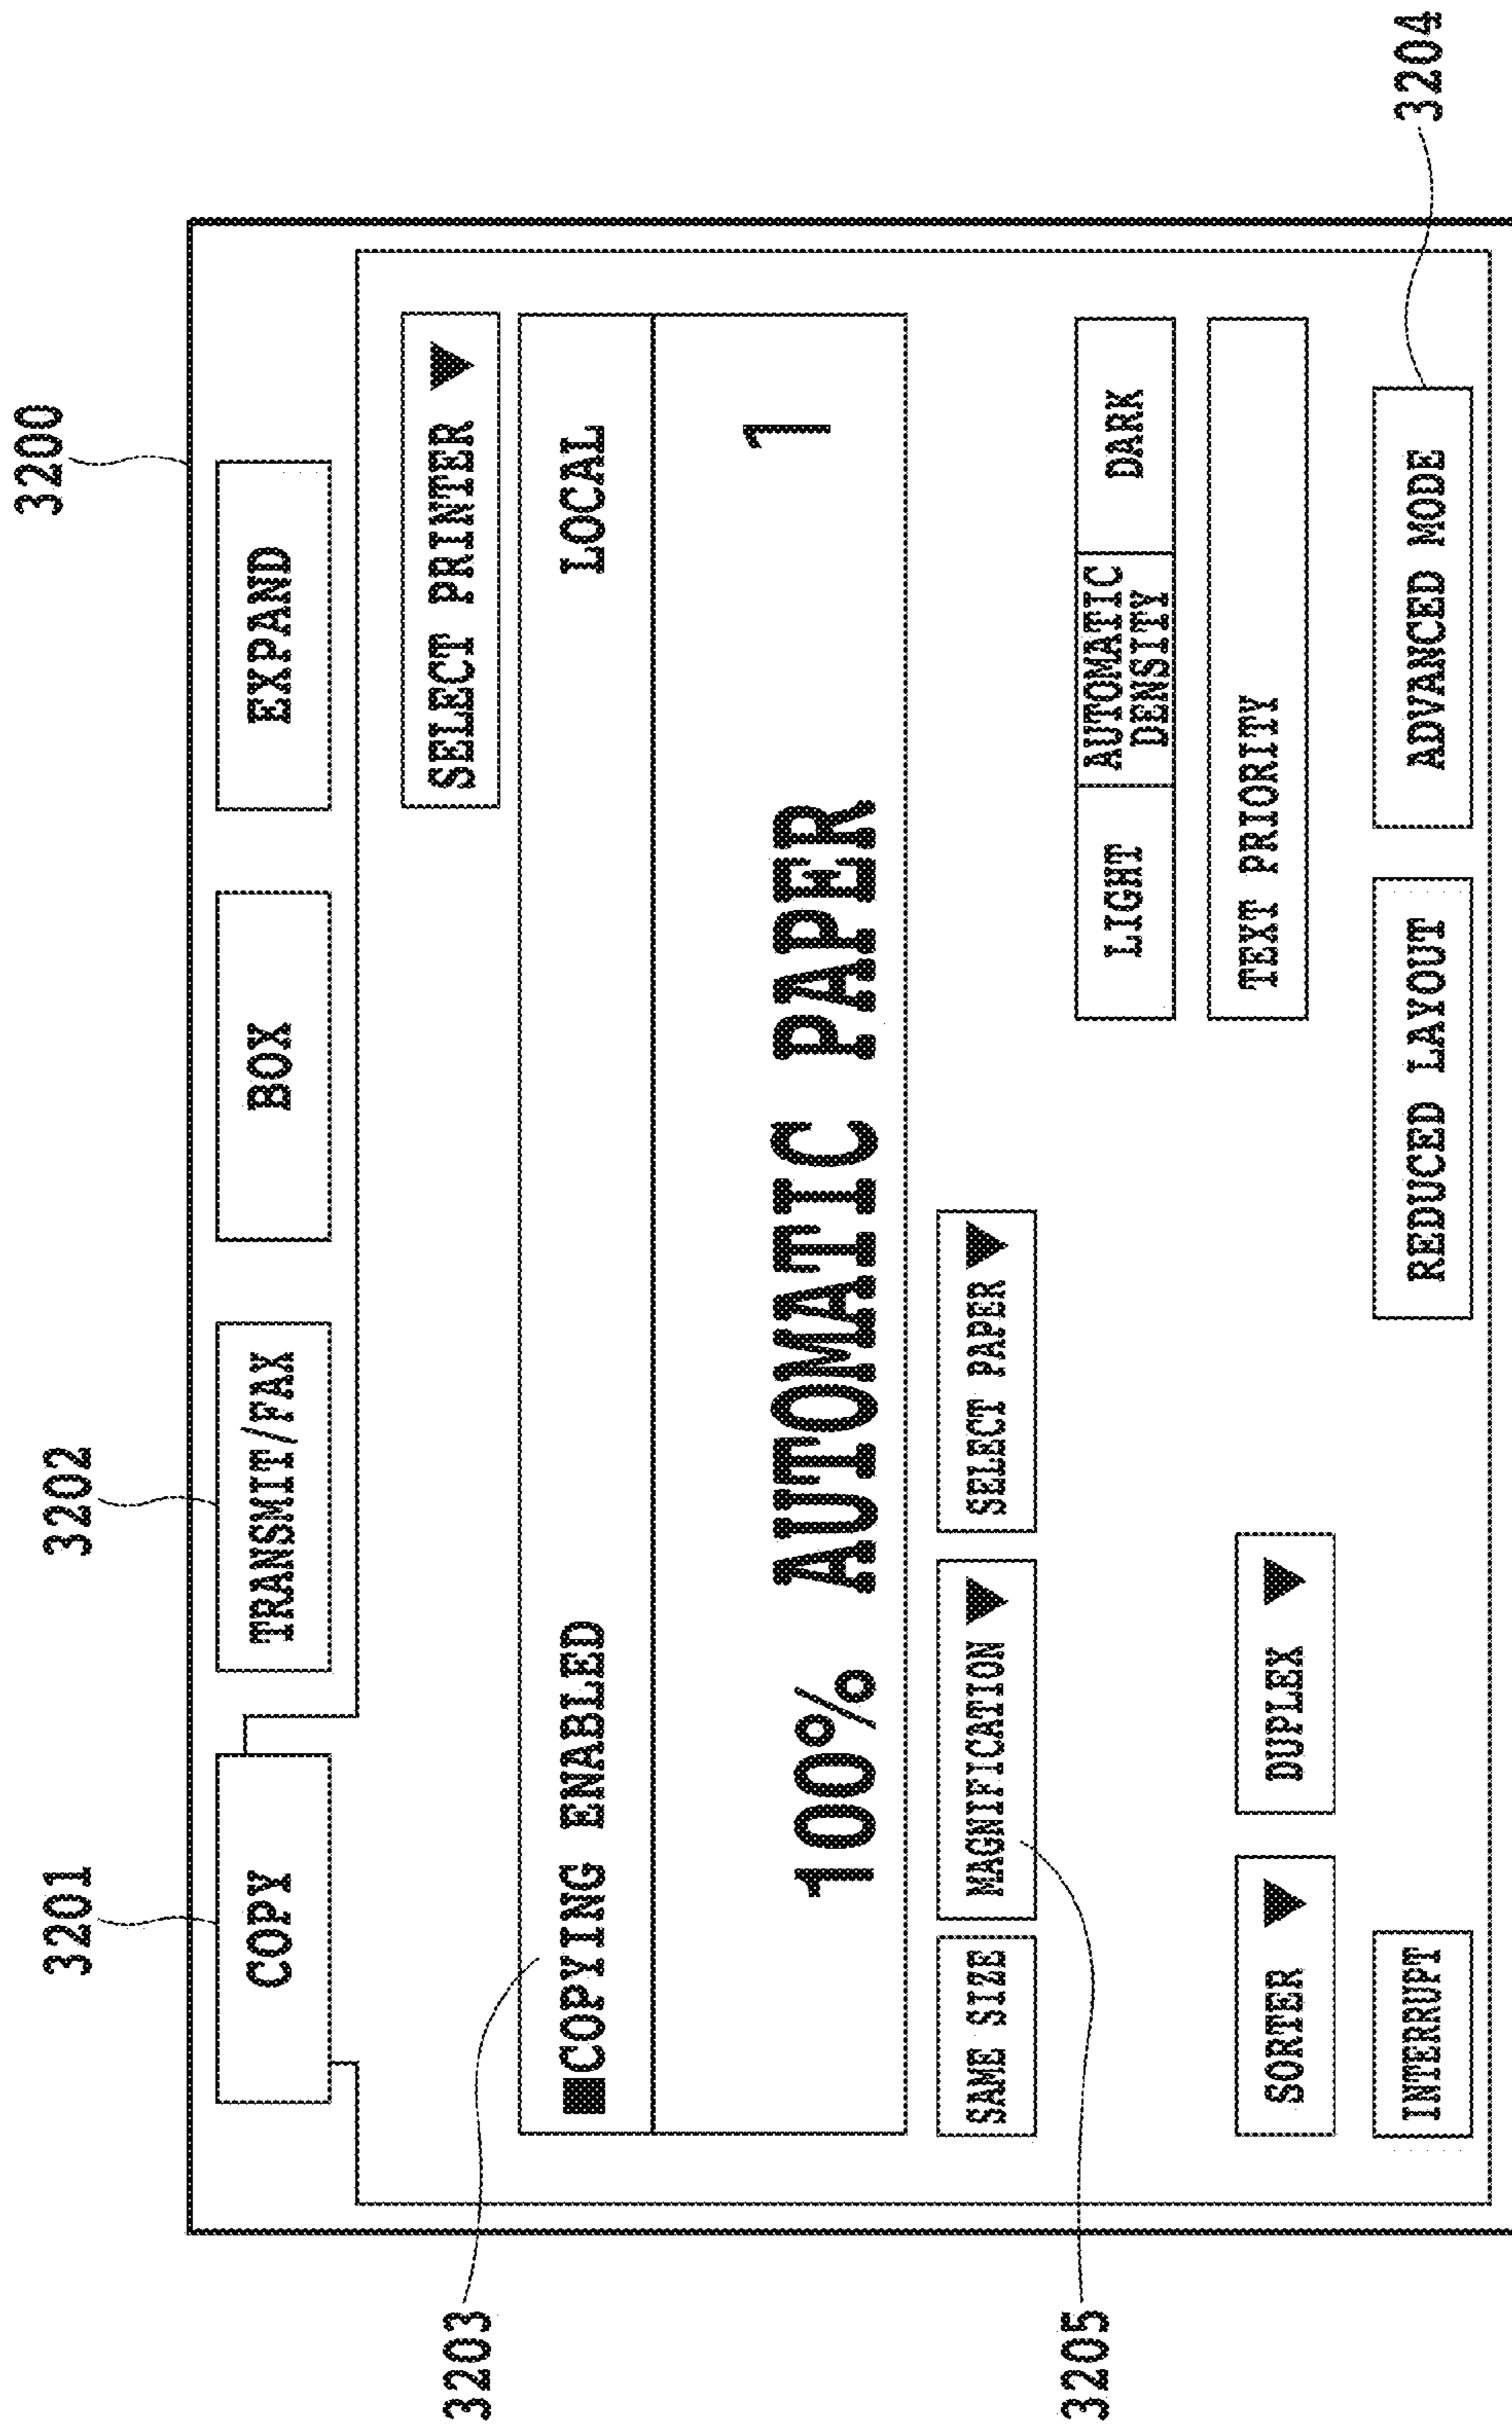 3200
3201
3202
COPY
TRANSMIT/FAX
BOX
EXPAND
SELECT PRINTER ▼
3203
■COPYING ENABLED
LOCAL
100% AUTOMATIC PAPER
1
SAME SIZE
MAGNIFICATION ▼
SELECT PAPER ▼
3205
LIGHT
AUTOMATIC
DENSITY
DARK
SORTER ▼
DUPLEX ▼
TEXT PRIORITY
INTERRUPT
REDUCED LAYOUT
ADVANCED MODE
3204